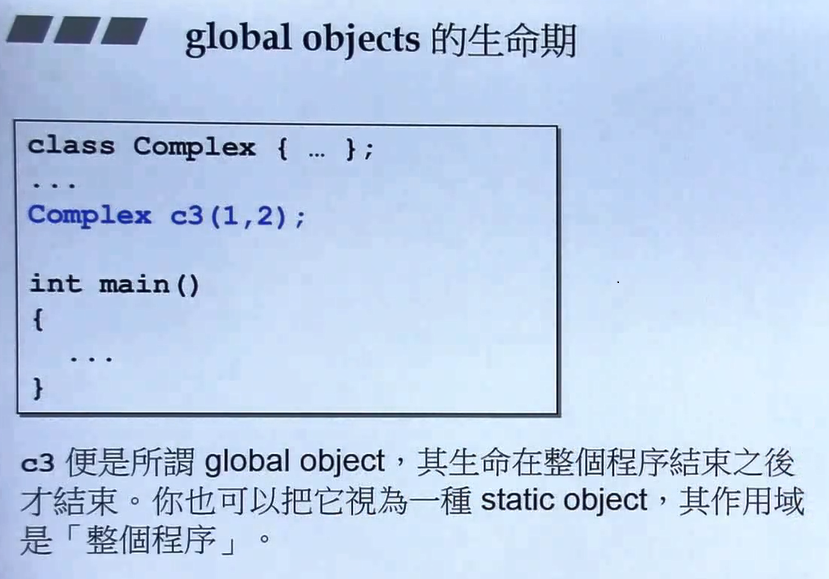 global objects 的生命期
class Complex { … };
...
Complex c3(1,2);
int main()
{
...
}
c3 便是所謂 global object，其生命在整個程序結束之後
才結束。你也可以把它視為一種 static object，其作用域
是「整個程序」。